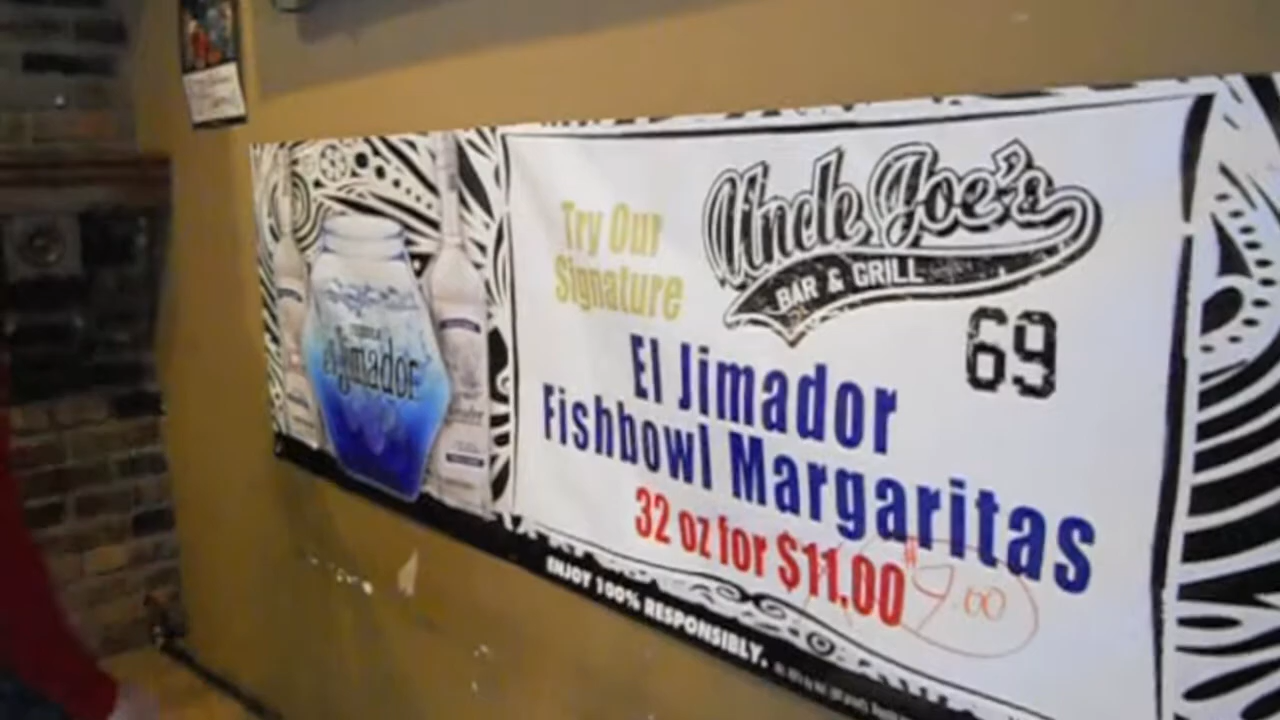 Uncle Joe's
BAR & GRILL
69
Try Our
Signature
El Jimador
Fishbowl Margaritas
32 oz for $11.00 9.00
el Jimador
ENJOY 100% RESPONSIBLY.